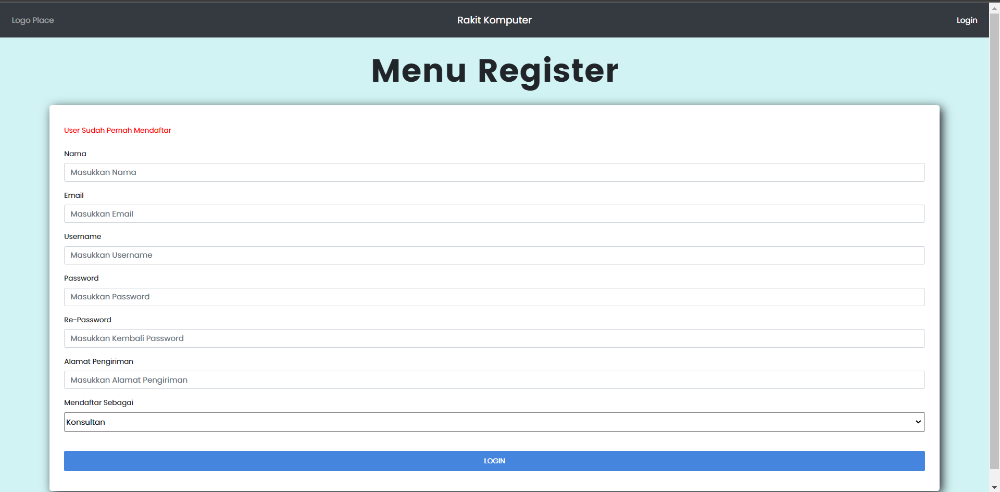 Logo Place
Rakit Komputer
Login
Menu Register
User Sudah Pernah Mendaftar
Nama
Masukkan Nama
Email
Masukkan Email
Username
Masukkan Username
Password
Masukkan Password
Re-Password
Masukkan Kembali Password
Alamat Pengiriman
Masukkan Alamat Pengiriman
Mendaftar Sebagai
Konsultan
LOGIN